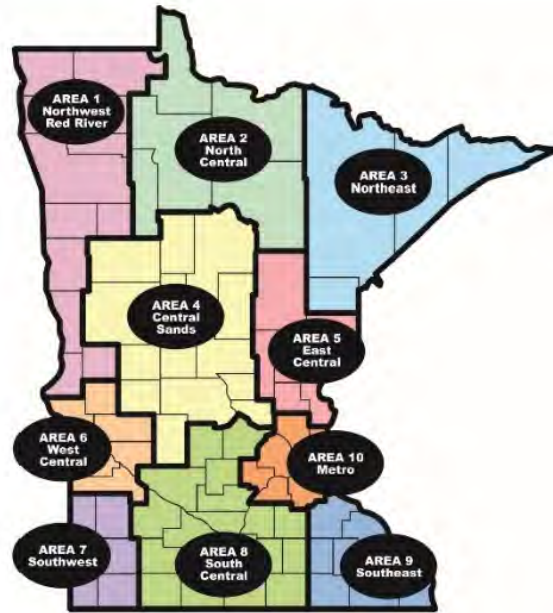 AREA 1
Northwest
Red River
AREA 2
North
Central
AREA 3
Northeast
AREA 4
Central
Sands
AREA 5
East
Central
AREA 6
West
Central
AREA 10
Metro
AREA 7
Southwest
AREA 8
South
Central
AREA 9
Southeast